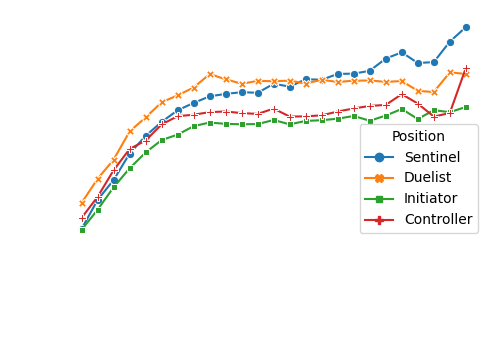 Position
Sentinel
Duelist
Initiator
Controller